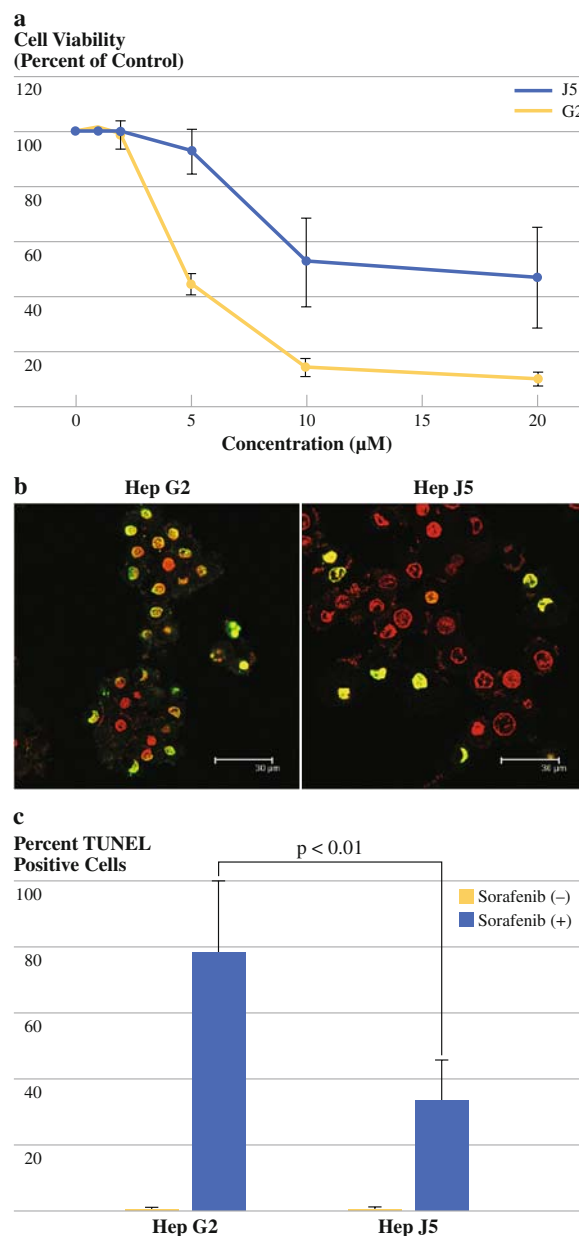 a
Cell Viability
(Percent of Control)
120
J5
G2
100
80
60
40
20
0 5 10 15 20
Concentration (µM)
b
Hep G2 Hep J5
30 µm 30 µm
c
Percent TUNEL
Positive Cells
p < 0.01
100
Sorafenib (–)
Sorafenib (+)
80
60
40
20
Hep G2 Hep J5